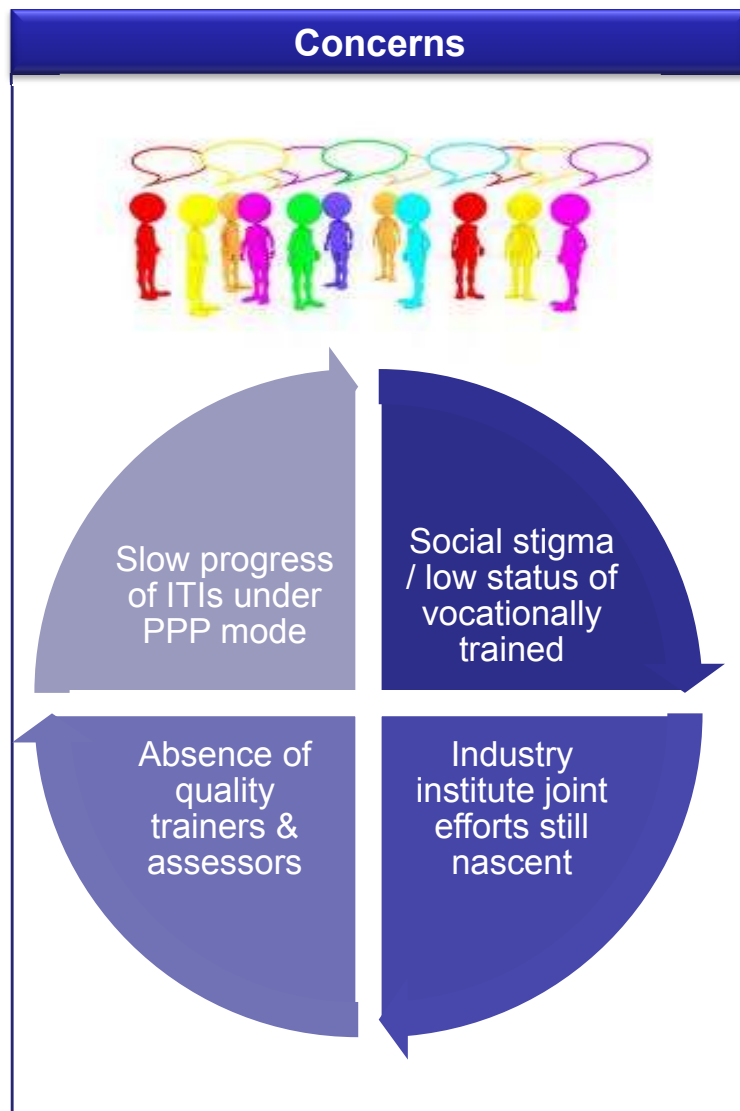 Concerns
Slow progress
of ITIs under
PPP mode
Social stigma
/ low status of
vocationally
trained
Absence of
quality
trainers &
assessors
Industry
institute joint
efforts still
nascent